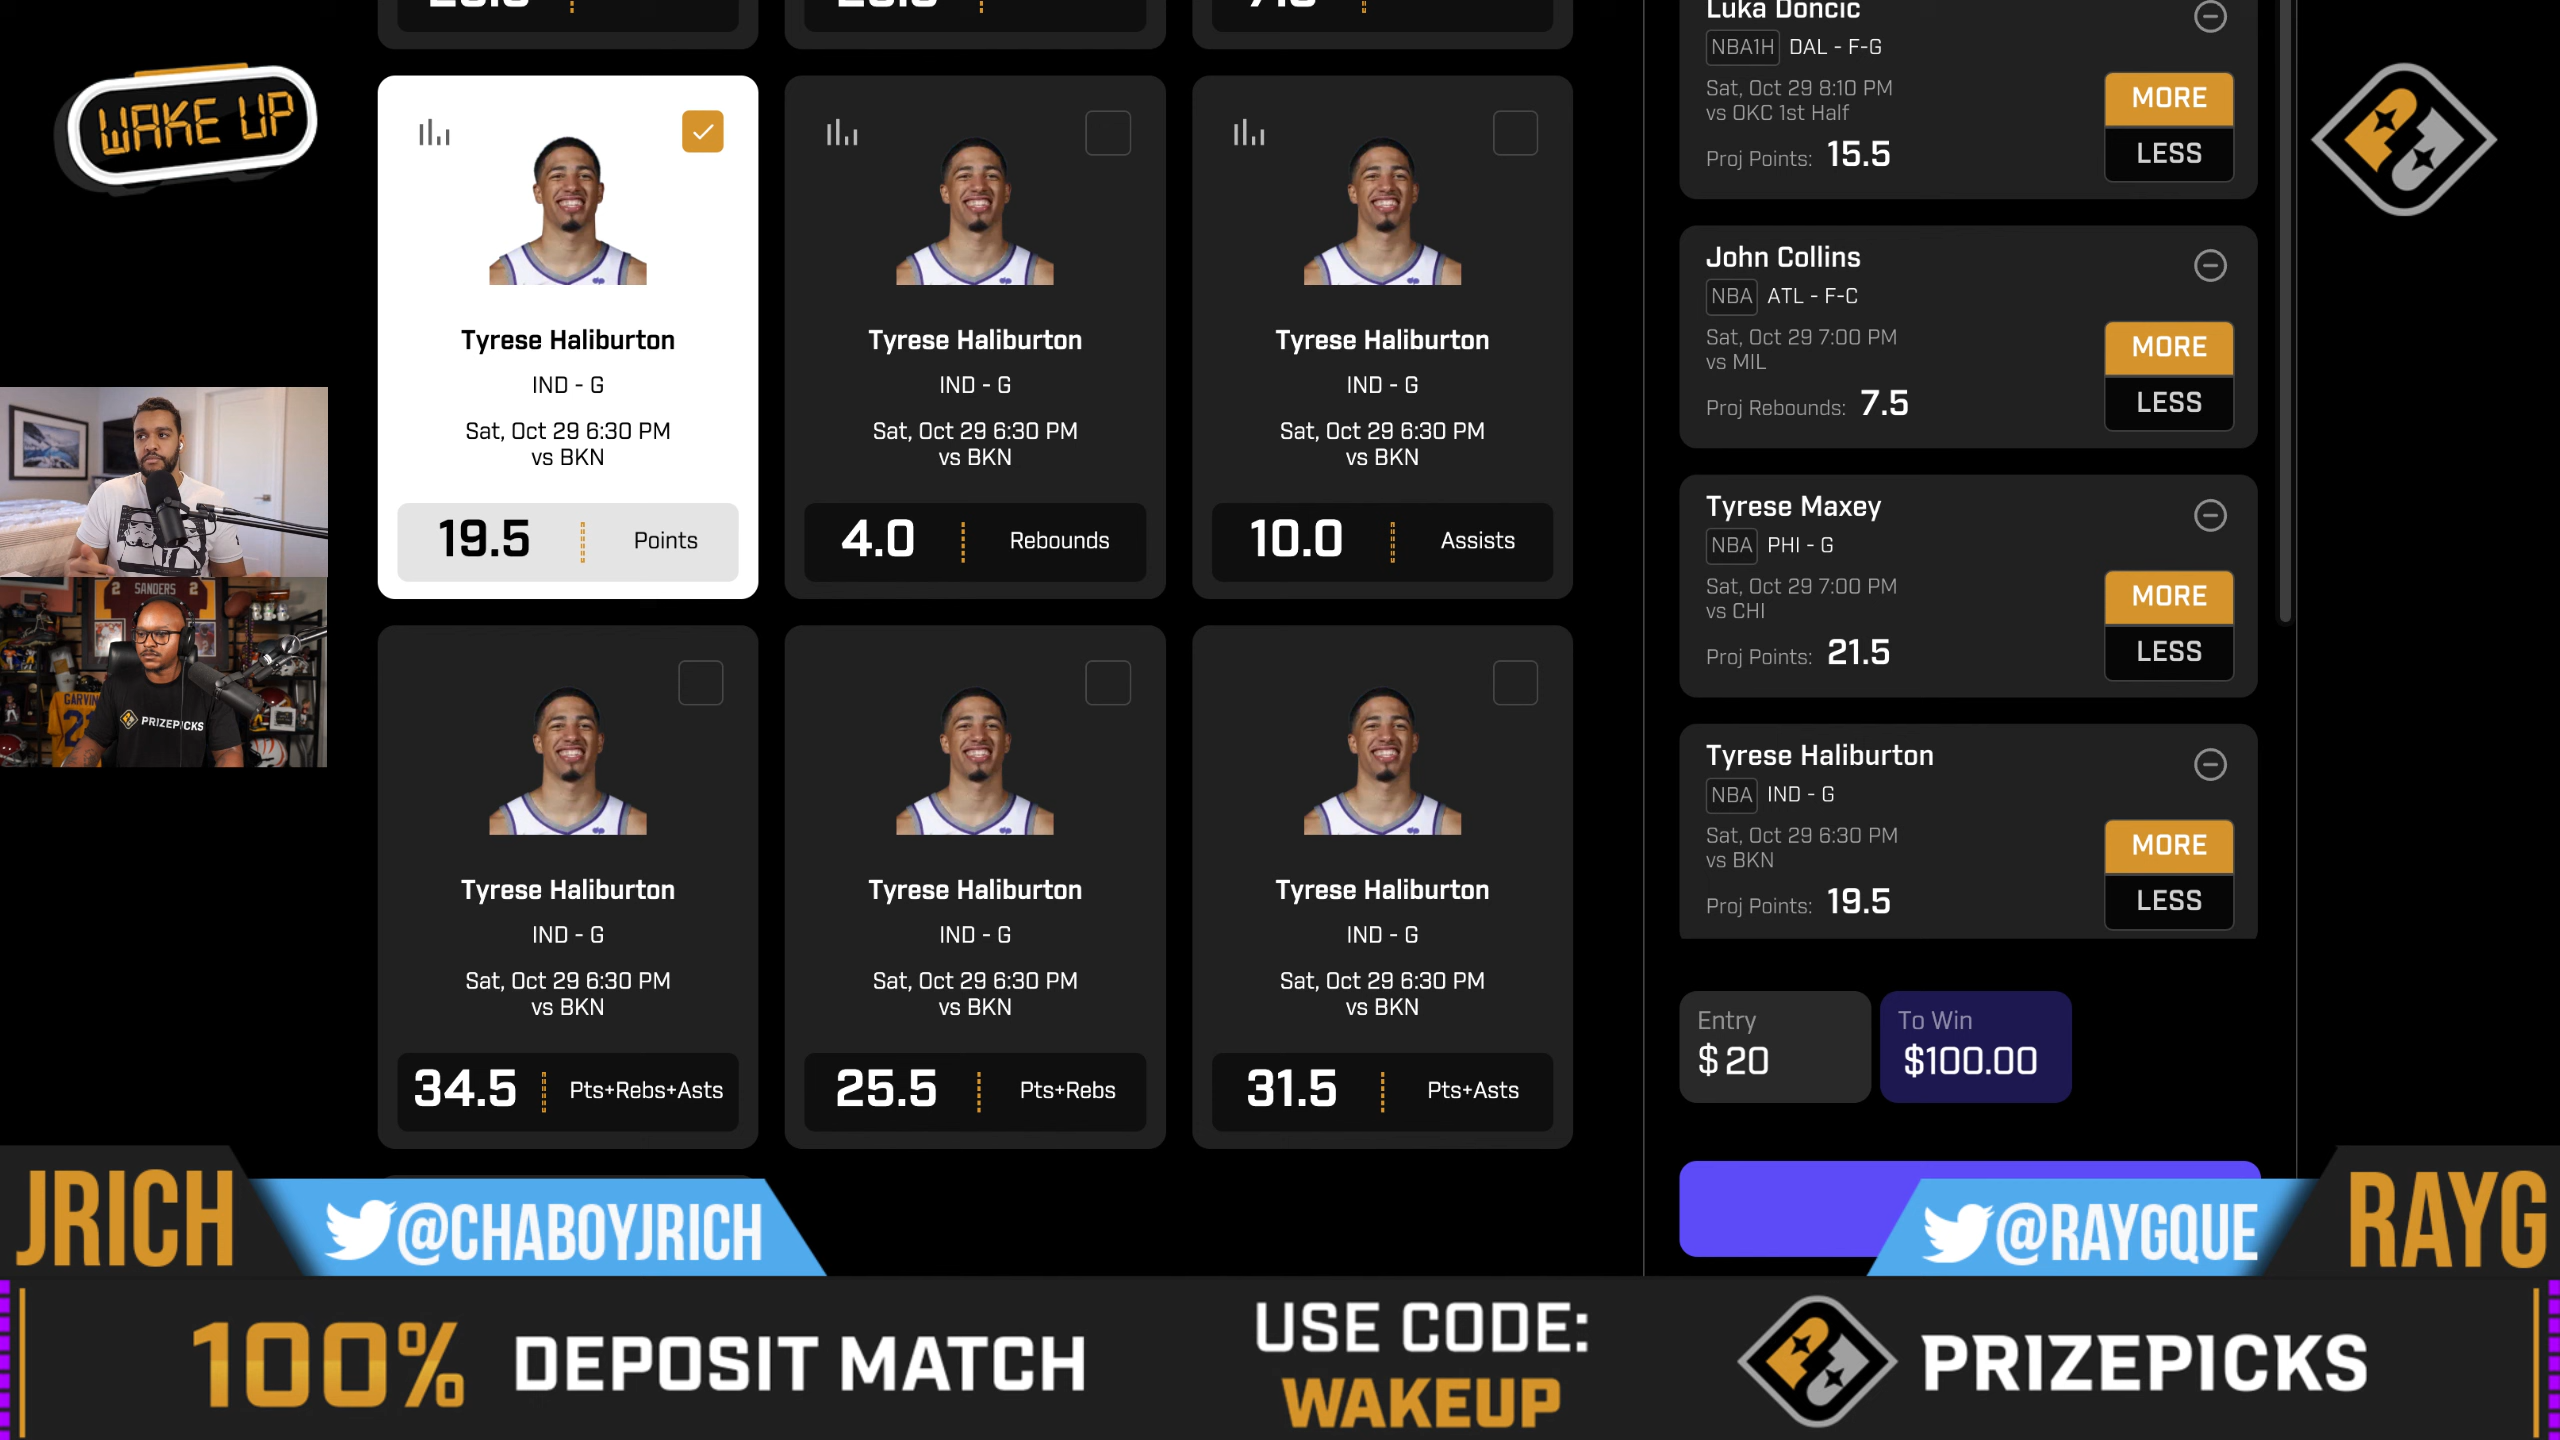 WAKE UP
Tyrese Haliburton
IND - G
Sat, Oct 29 6:30 PM
vs BKN
19.5 Points
Tyrese Haliburton
IND - G
Sat, Oct 29 6:30 PM
vs BKN
4.0 Rebounds
Tyrese Haliburton
IND - G
Sat, Oct 29 6:30 PM
vs BKN
10.0 Assists
Tyrese Haliburton
IND - G
Sat, Oct 29 6:30 PM
vs BKN
34.5 Pts+Rebs+Asts
Tyrese Haliburton
IND - G
Sat, Oct 29 6:30 PM
vs BKN
25.5 Pts+Rebs
Tyrese Haliburton
IND - G
Sat, Oct 29 6:30 PM
vs BKN
31.5 Pts+Asts
Luka Doncic
NBA1H DAL - F-G
Sat, Oct 29 8:10 PM
vs OKC 1st Half
Proj Points: 15.5
MORE
LESS
John Collins
NBA ATL - F-C
Sat, Oct 29 7:00 PM
vs MIL
Proj Rebounds: 7.5
MORE
LESS
Tyrese Maxey
NBA PHI - G
Sat, Oct 29 7:00 PM
vs CHI
Proj Points: 21.5
MORE
LESS
Tyrese Haliburton
NBA IND - G
Sat, Oct 29 6:30 PM
vs BKN
Proj Points: 19.5
MORE
LESS
Entry
$ 20
To Win
$100.00
2 SANDERS 2
PRIZEPICKS
JRICH
@CHABOYJRICH
@RAYGQUE
RAYG
100% DEPOSIT MATCH
USE CODE:
WAKEUP
PRIZEPICKS